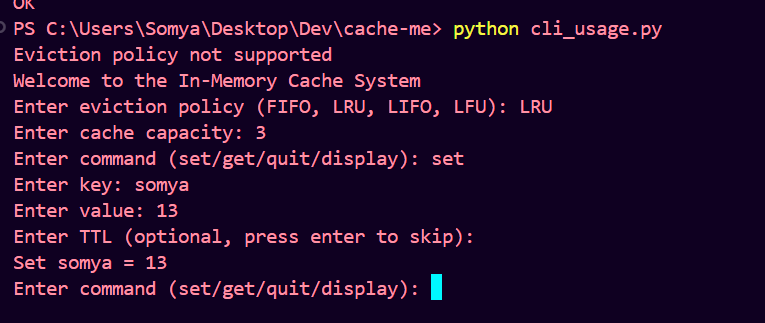 OK
PS C:\Users\Somya\Desktop\Dev\cache-me> python cli_usage.py
Eviction policy not supported
Welcome to the In-Memory Cache System
Enter eviction policy (FIFO, LRU, LIFO, LFU): LRU
Enter cache capacity: 3
Enter command (set/get/quit/display): set
Enter key: somya
Enter value: 13
Enter TTL (optional, press enter to skip):
Set somya = 13
Enter command (set/get/quit/display):